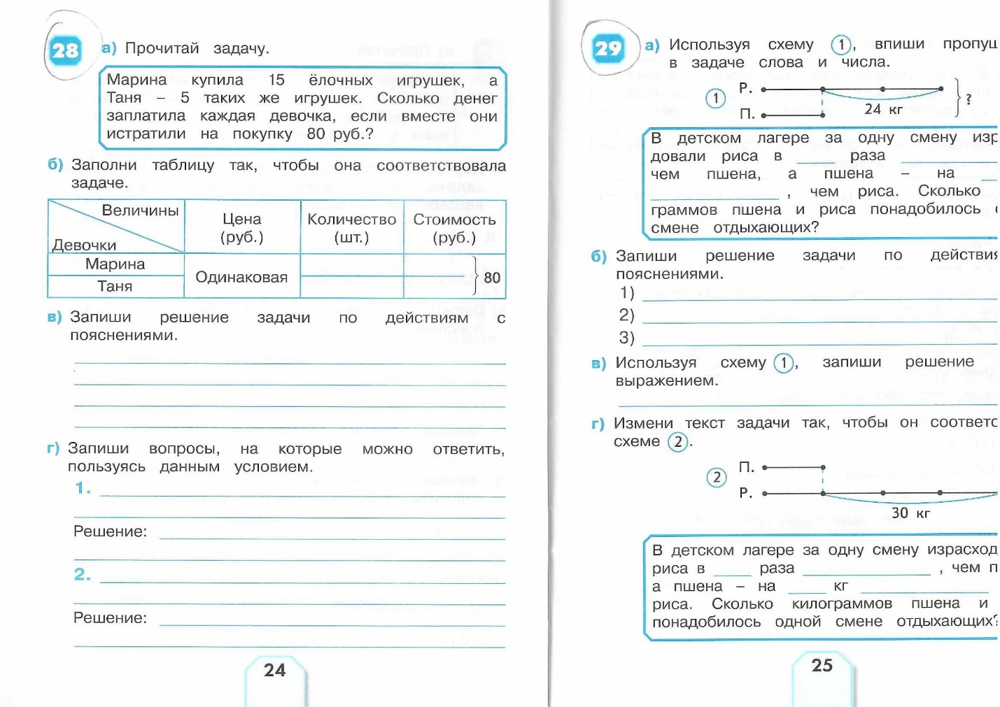 28 а) Прочитай задачу.
Марина купила 15 ёлочных игрушек, а
Таня – 5 таких же игрушек. Сколько денег
заплатила каждая девочка, если вместе они
истратили на покупку 80 руб.?
б) Заполни таблицу так, чтобы она соответствовала
задаче.
Величины
Девочки
Цена
(руб.)
Количество
(шт.)
Стоимость
(руб.)
Марина
Таня
Одинаковая
80
в) Запиши решение задачи по действиям с
пояснениями.
г) Запиши вопросы, на которые можно ответить,
пользуясь данным условием.
1.
Решение:
2.
Решение:
24
29 а) Используя схему 1, впиши пропущ
в задаче слова и числа.
1
Р.
П.
24 кг
?
В детском лагере за одну смену изр
довали риса в ____ раза ____
чем пшена, а пшена – на __
____ , чем риса. Сколько
граммов пшена и риса понадобилось
смене отдыхающих?
б) Запиши решение задачи по действия
пояснениями.
1)
2)
3)
в) Используя схему 1, запиши решение
выражением.
г) Измени текст задачи так, чтобы он соответс
схеме 2.
2
П.
Р.
30 кг
В детском лагере за одну смену израсход
риса в ____ раза ____ , чем п
а пшена – на ____ кг ____
риса. Сколько килограммов пшена и
понадобилось одной смене отдыхающих?
25